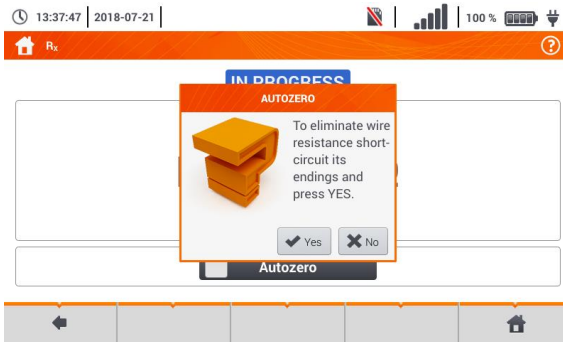 13:37:47 2018-07-21 100 %
Rx
IN PROGRESS
AUTOZERO
To eliminate wire
resistance short-
circuit its
endings and
press YES.
Yes No
Autozero